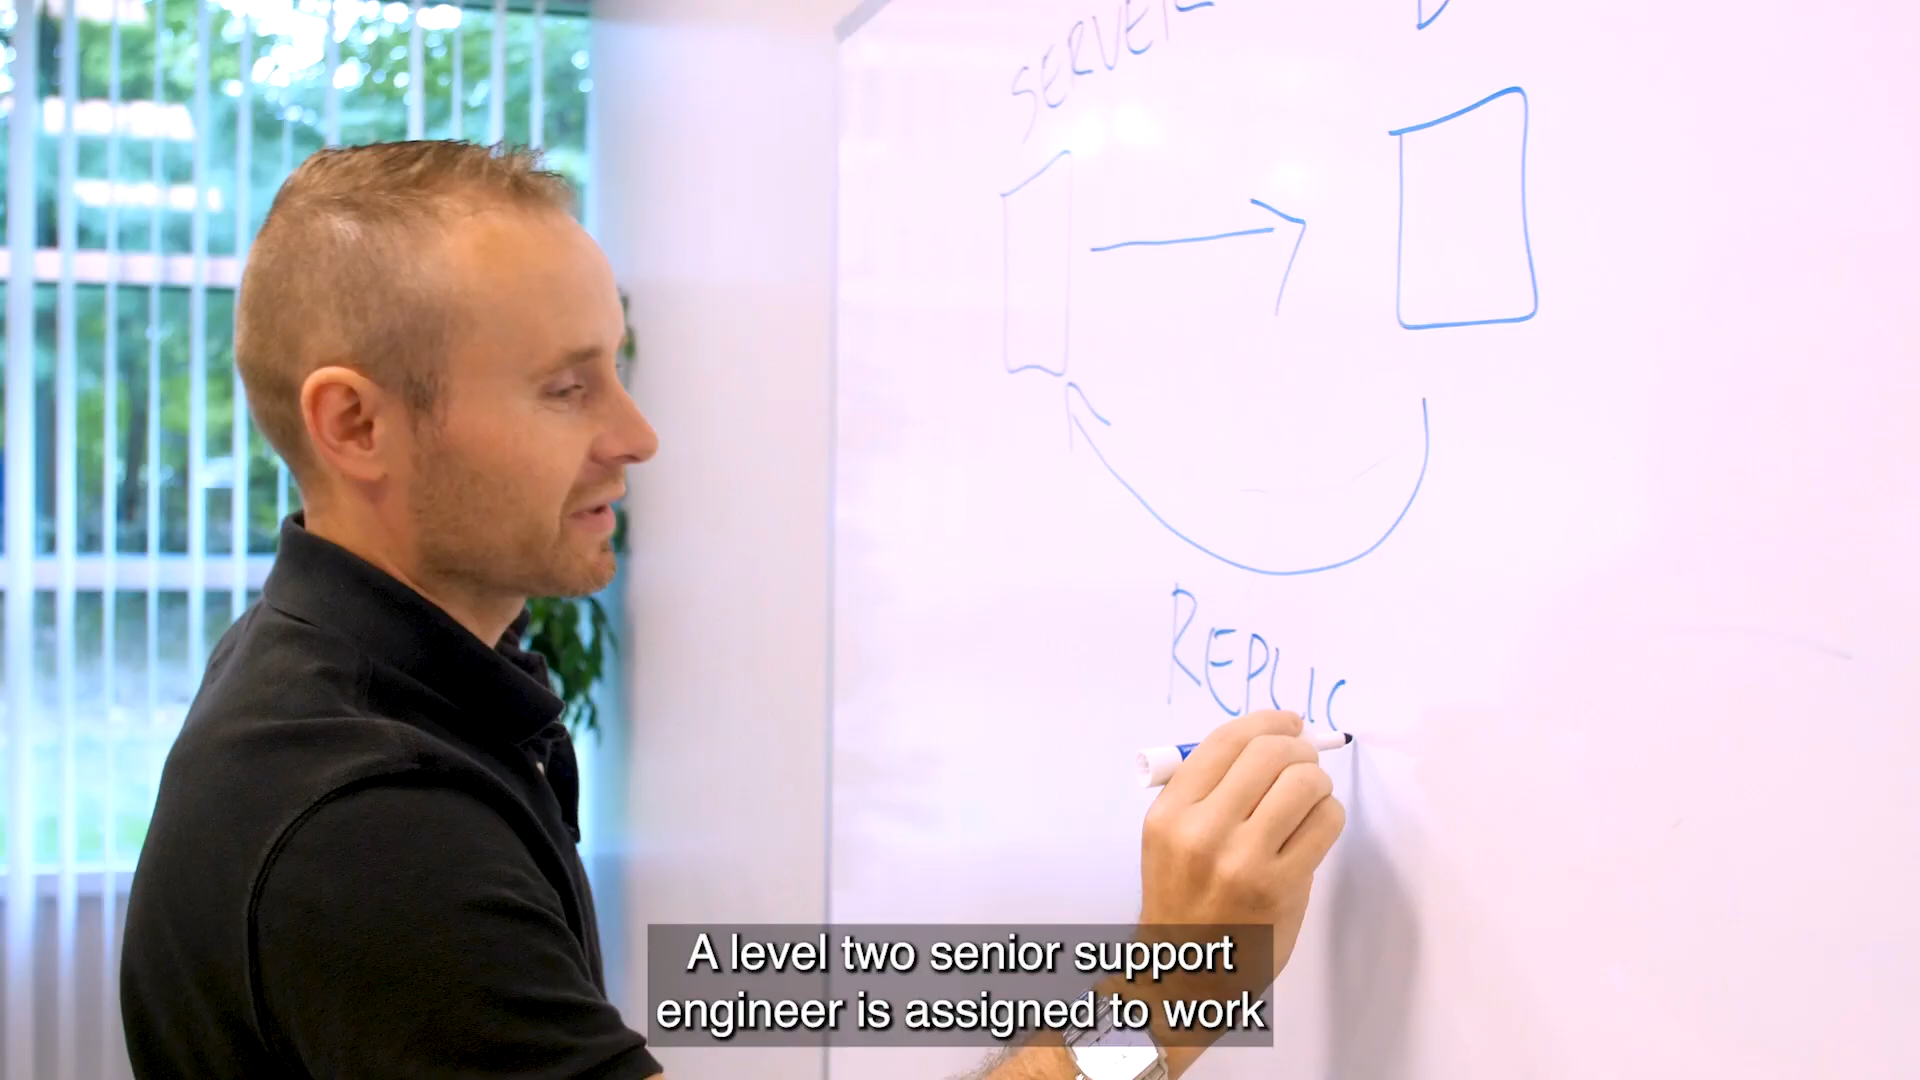 SERVER
REPLIC
A level two senior support
engineer is assigned to work